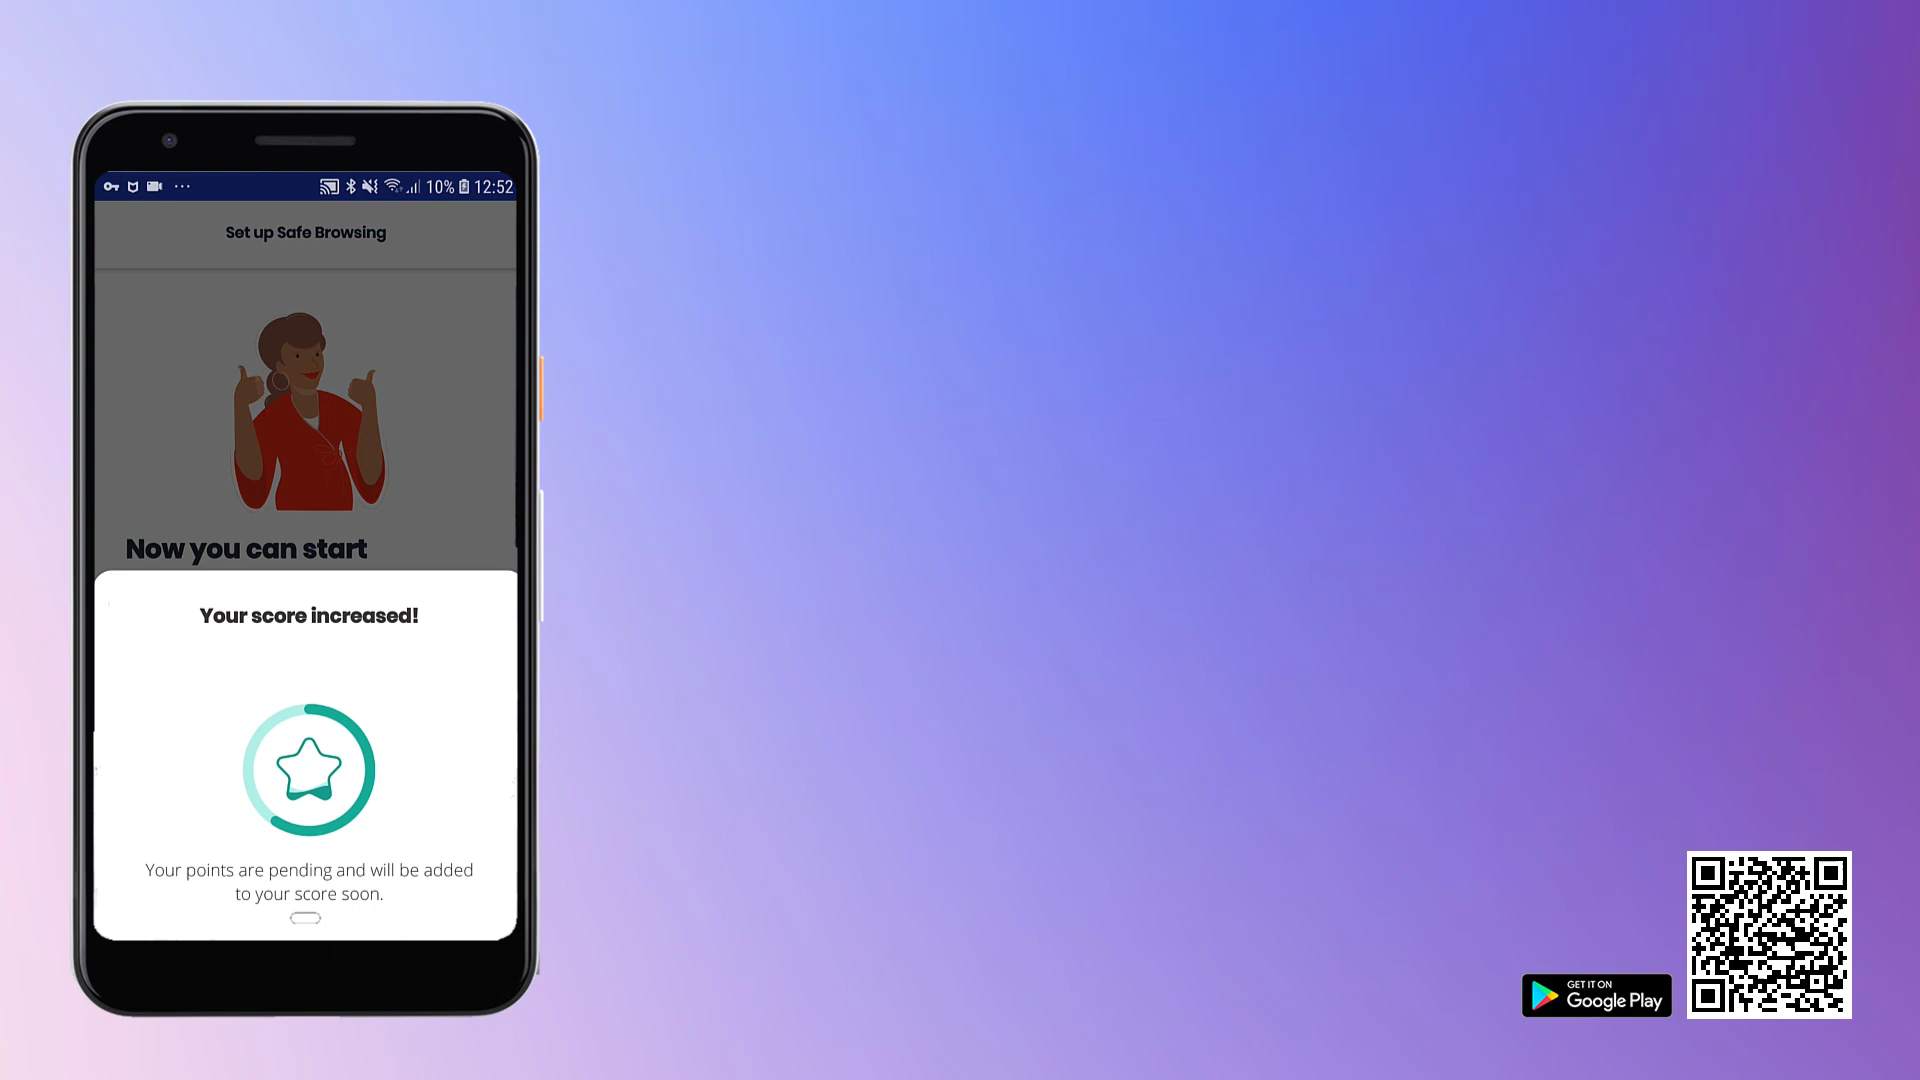 10% 12:52
Set up Safe Browsing
Now you can start
Your score increased!
Your points are pending and will be added
to your score soon.
GET IT ON
Google Play